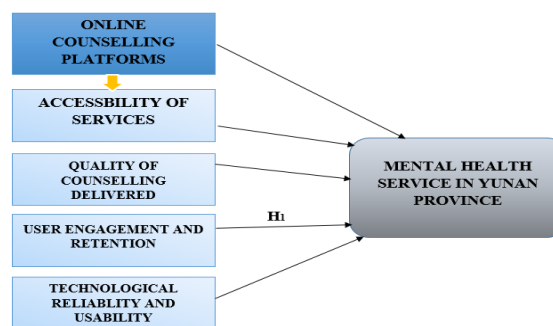 ONLINE
COUNSELLING
PLATFORMS
ACCESSBILITY OF
SERVICES
QUALITY OF
COUNSELLING
DELIVERED
USER ENGAGEMENT AND
RETENTION
TECHNOLOGICAL
RELIABLITY AND
USABILITY
H1
MENTAL HEALTH
SERVICE IN YUNAN
PROVINCE